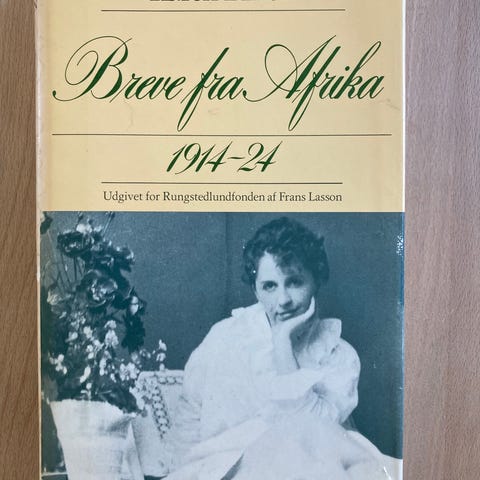 Breve fra Afrika
1914-24
Udgivet for Rungstedlundfonden af Frans Lasson